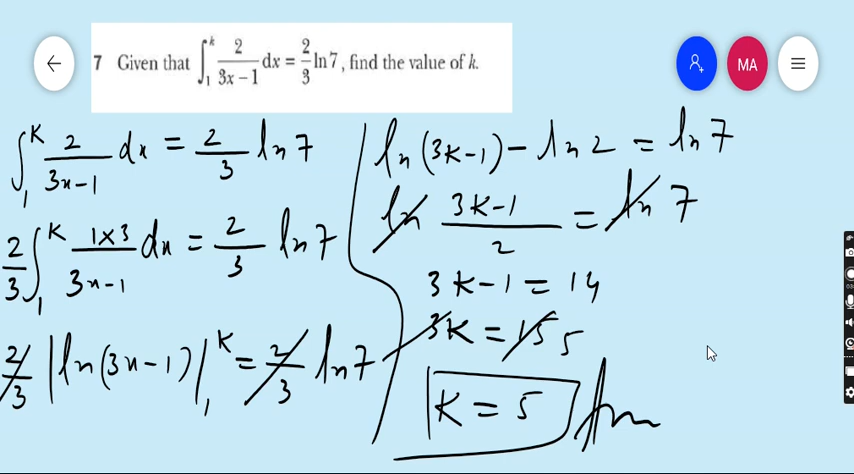 7 Given that ∫₁ᵏ 2/(3x−1) dx = 2/3 ln 7, find the value of k.
MA
∫₁ᴷ 2/(3x−1) dx = 2/3 ln 7
2/3 ∫₁ᴷ (1×3)/(3x−1) dx = 2/3 ln 7
2/3 |ln(3x−1)|₁ᴷ = 2/3 ln 7
ln(3K−1) − ln 2 = ln 7
ln (3K−1)/2 = ln 7
3K−1 = 14
3K = 15 5
K = 5 Ans